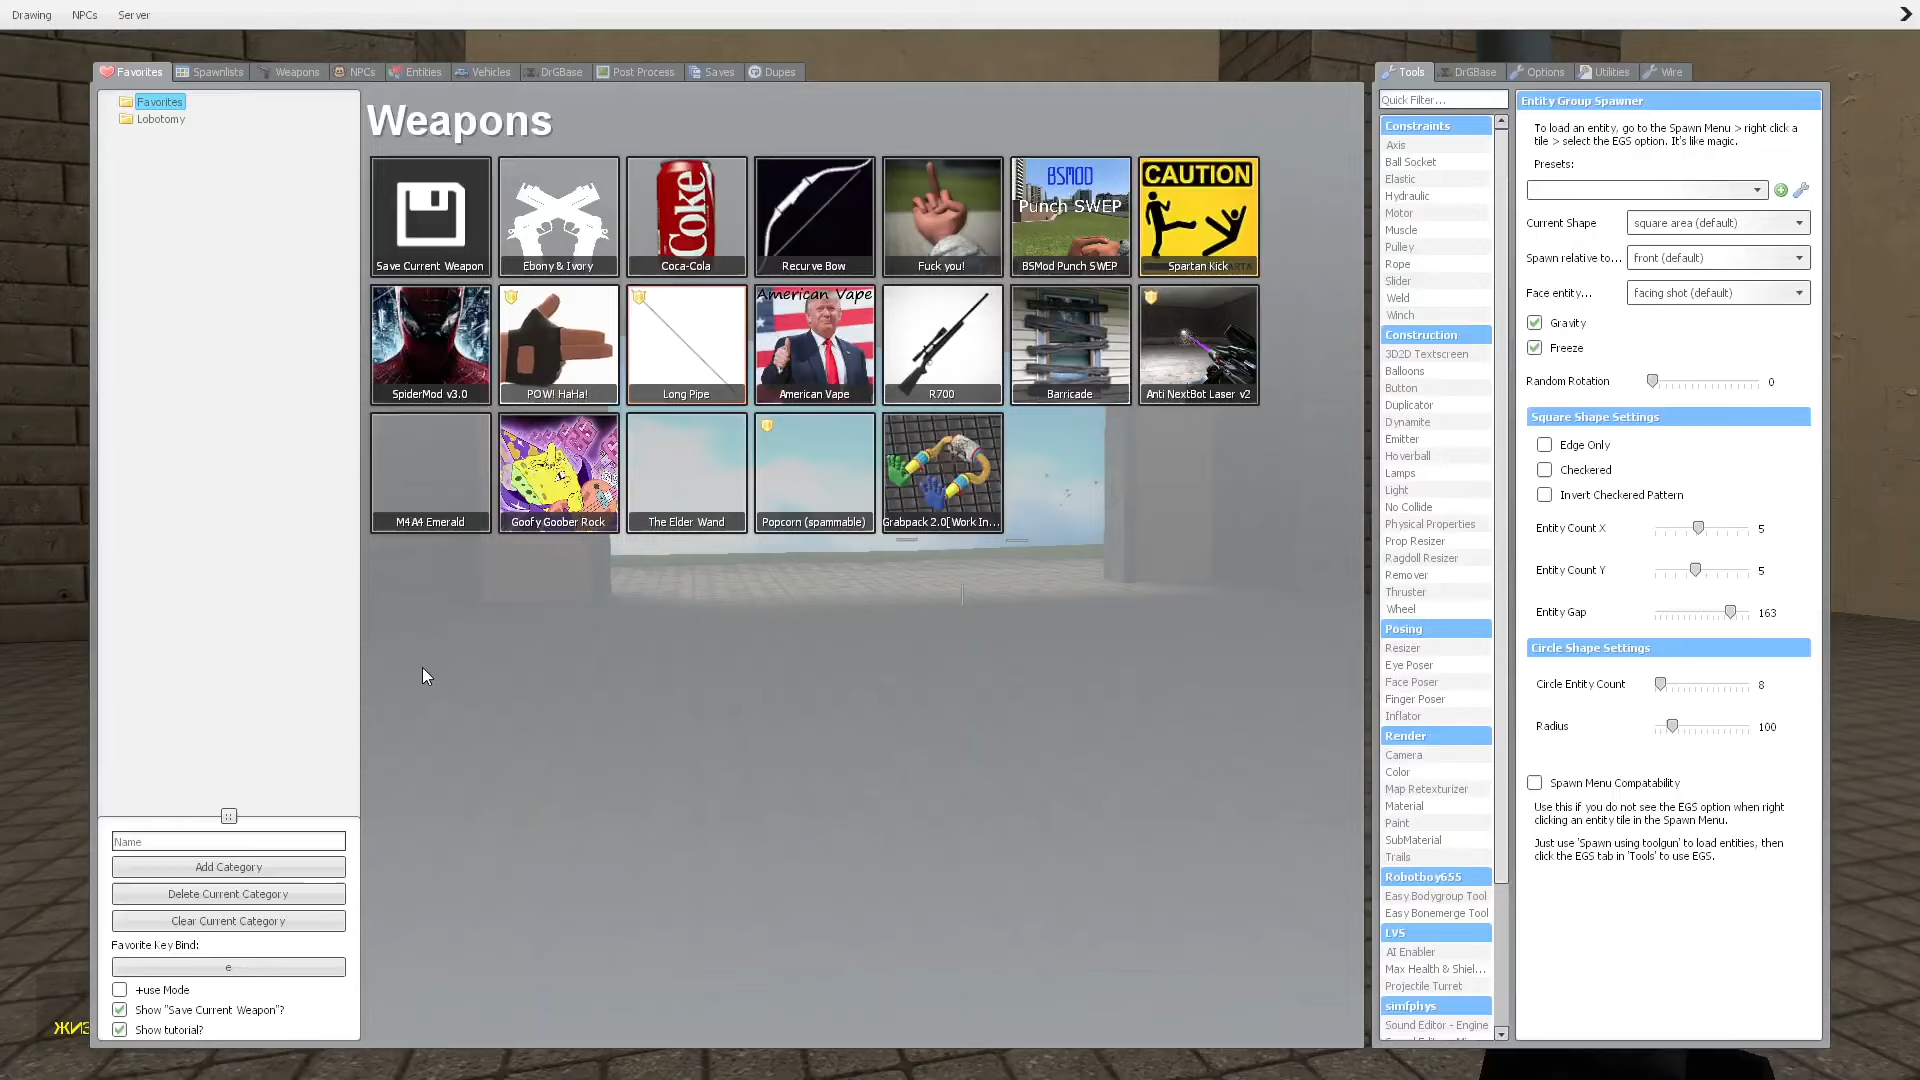 Drawing NPCs Server
Favorites Spawnlists Weapons NPCs Entities Vehicles DrGBase Post Process Saves Dupes
Favorites
Lobotomy
Weapons
Save Current Weapon
Ebony & Ivory
Coke
Coca-Cola
Recurve Bow
Fuck you!
BSMOD
Punch SWEP
BSMod Punch SWEP
CAUTION
Spartan Kick
SpiderMod v3.0
POW! HaHa!
Long Pipe
American Vape
American Vape
R700
Barricade
Anti NextBot Laser v2
M4A4 Emerald
Goofy Goober Rock
The Elder Wand
Popcorn (spammable)
Grabpack 2.0[Work In...
Name
Add Category
Delete Current Category
Clear Current Category
Favorite Key Bind:
e
+use Mode
Show "Save Current Weapon"?
Show tutorial?
ЖИЗ
Tools DrGBase Options Utilities Wire
Quick Filter...
Constraints
Axis
Ball Socket
Elastic
Hydraulic
Motor
Muscle
Pulley
Rope
Slider
Weld
Winch
Construction
3D2D Textscreen
Balloons
Button
Duplicator
Dynamite
Emitter
Hoverball
Lamps
Light
No Collide
Physical Properties
Prop Resizer
Ragdoll Resizer
Remover
Thruster
Wheel
Posing
Resizer
Eye Poser
Face Poser
Finger Poser
Inflator
Render
Camera
Color
Map Retexturizer
Material
Paint
SubMaterial
Trails
Robotboy655
Easy Bodygroup Tool
Easy Bonemerge Tool
LVS
AI Enabler
Max Health & Shiel...
Projectile Turret
simfphys
Sound Editor - Engine
Entity Group Spawner
To load an entity, go to the Spawn Menu > right click a
tile > select the EGS option. It's like magic.
Presets:
Current Shape square area (default)
Spawn relative to... front (default)
Face entity... facing shot (default)
Gravity
Freeze
Random Rotation 0
Square Shape Settings
Edge Only
Checkered
Invert Checkered Pattern
Entity Count X 5
Entity Count Y 5
Entity Gap 163
Circle Shape Settings
Circle Entity Count 8
Radius 100
Spawn Menu Compatability
Use this if you do not see the EGS option when right
clicking an entity tile in the Spawn Menu.
Just use 'Spawn using toolgun' to load entities, then
click the EGS tab in 'Tools' to use EGS.